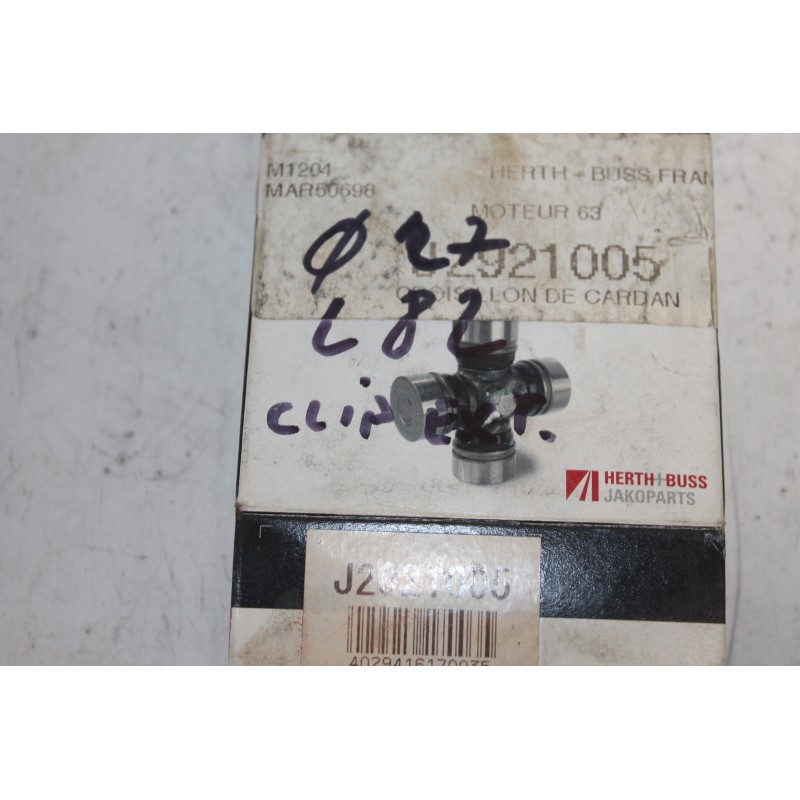 M1204
HERTH + BUSS FRAN
MAR50698
MOTEUR 63
J2921005
CROISILLON DE CARDAN
Ø 27
L 82
CLIP EXT.
HERTH+BUSS
JAKOPARTS
J2921005
4029416170035